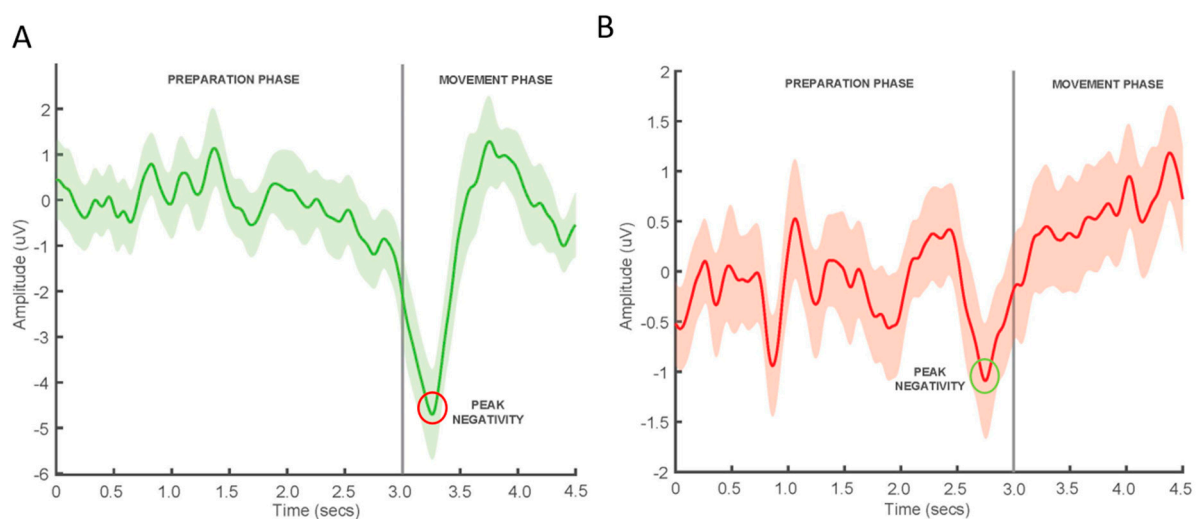 A
PREPARATION PHASE
MOVEMENT PHASE
2
1
0
-1
-2
-3
-4
-5
-6
Amplitude (uV)
PEAK
NEGATIVITY
0 0.5 1.0 1.5 2.0 2.5 3.0 3.5 4.0 4.5
Time (secs)
B
PREPARATION PHASE
MOVEMENT PHASE
2
1.5
1
0.5
0
-0.5
-1
-1.5
-2
Amplitude (uV)
PEAK
NEGATIVITY
0 0.5 1.0 1.5 2.0 2.5 3.0 3.5 4.0 4.5
Time (secs)